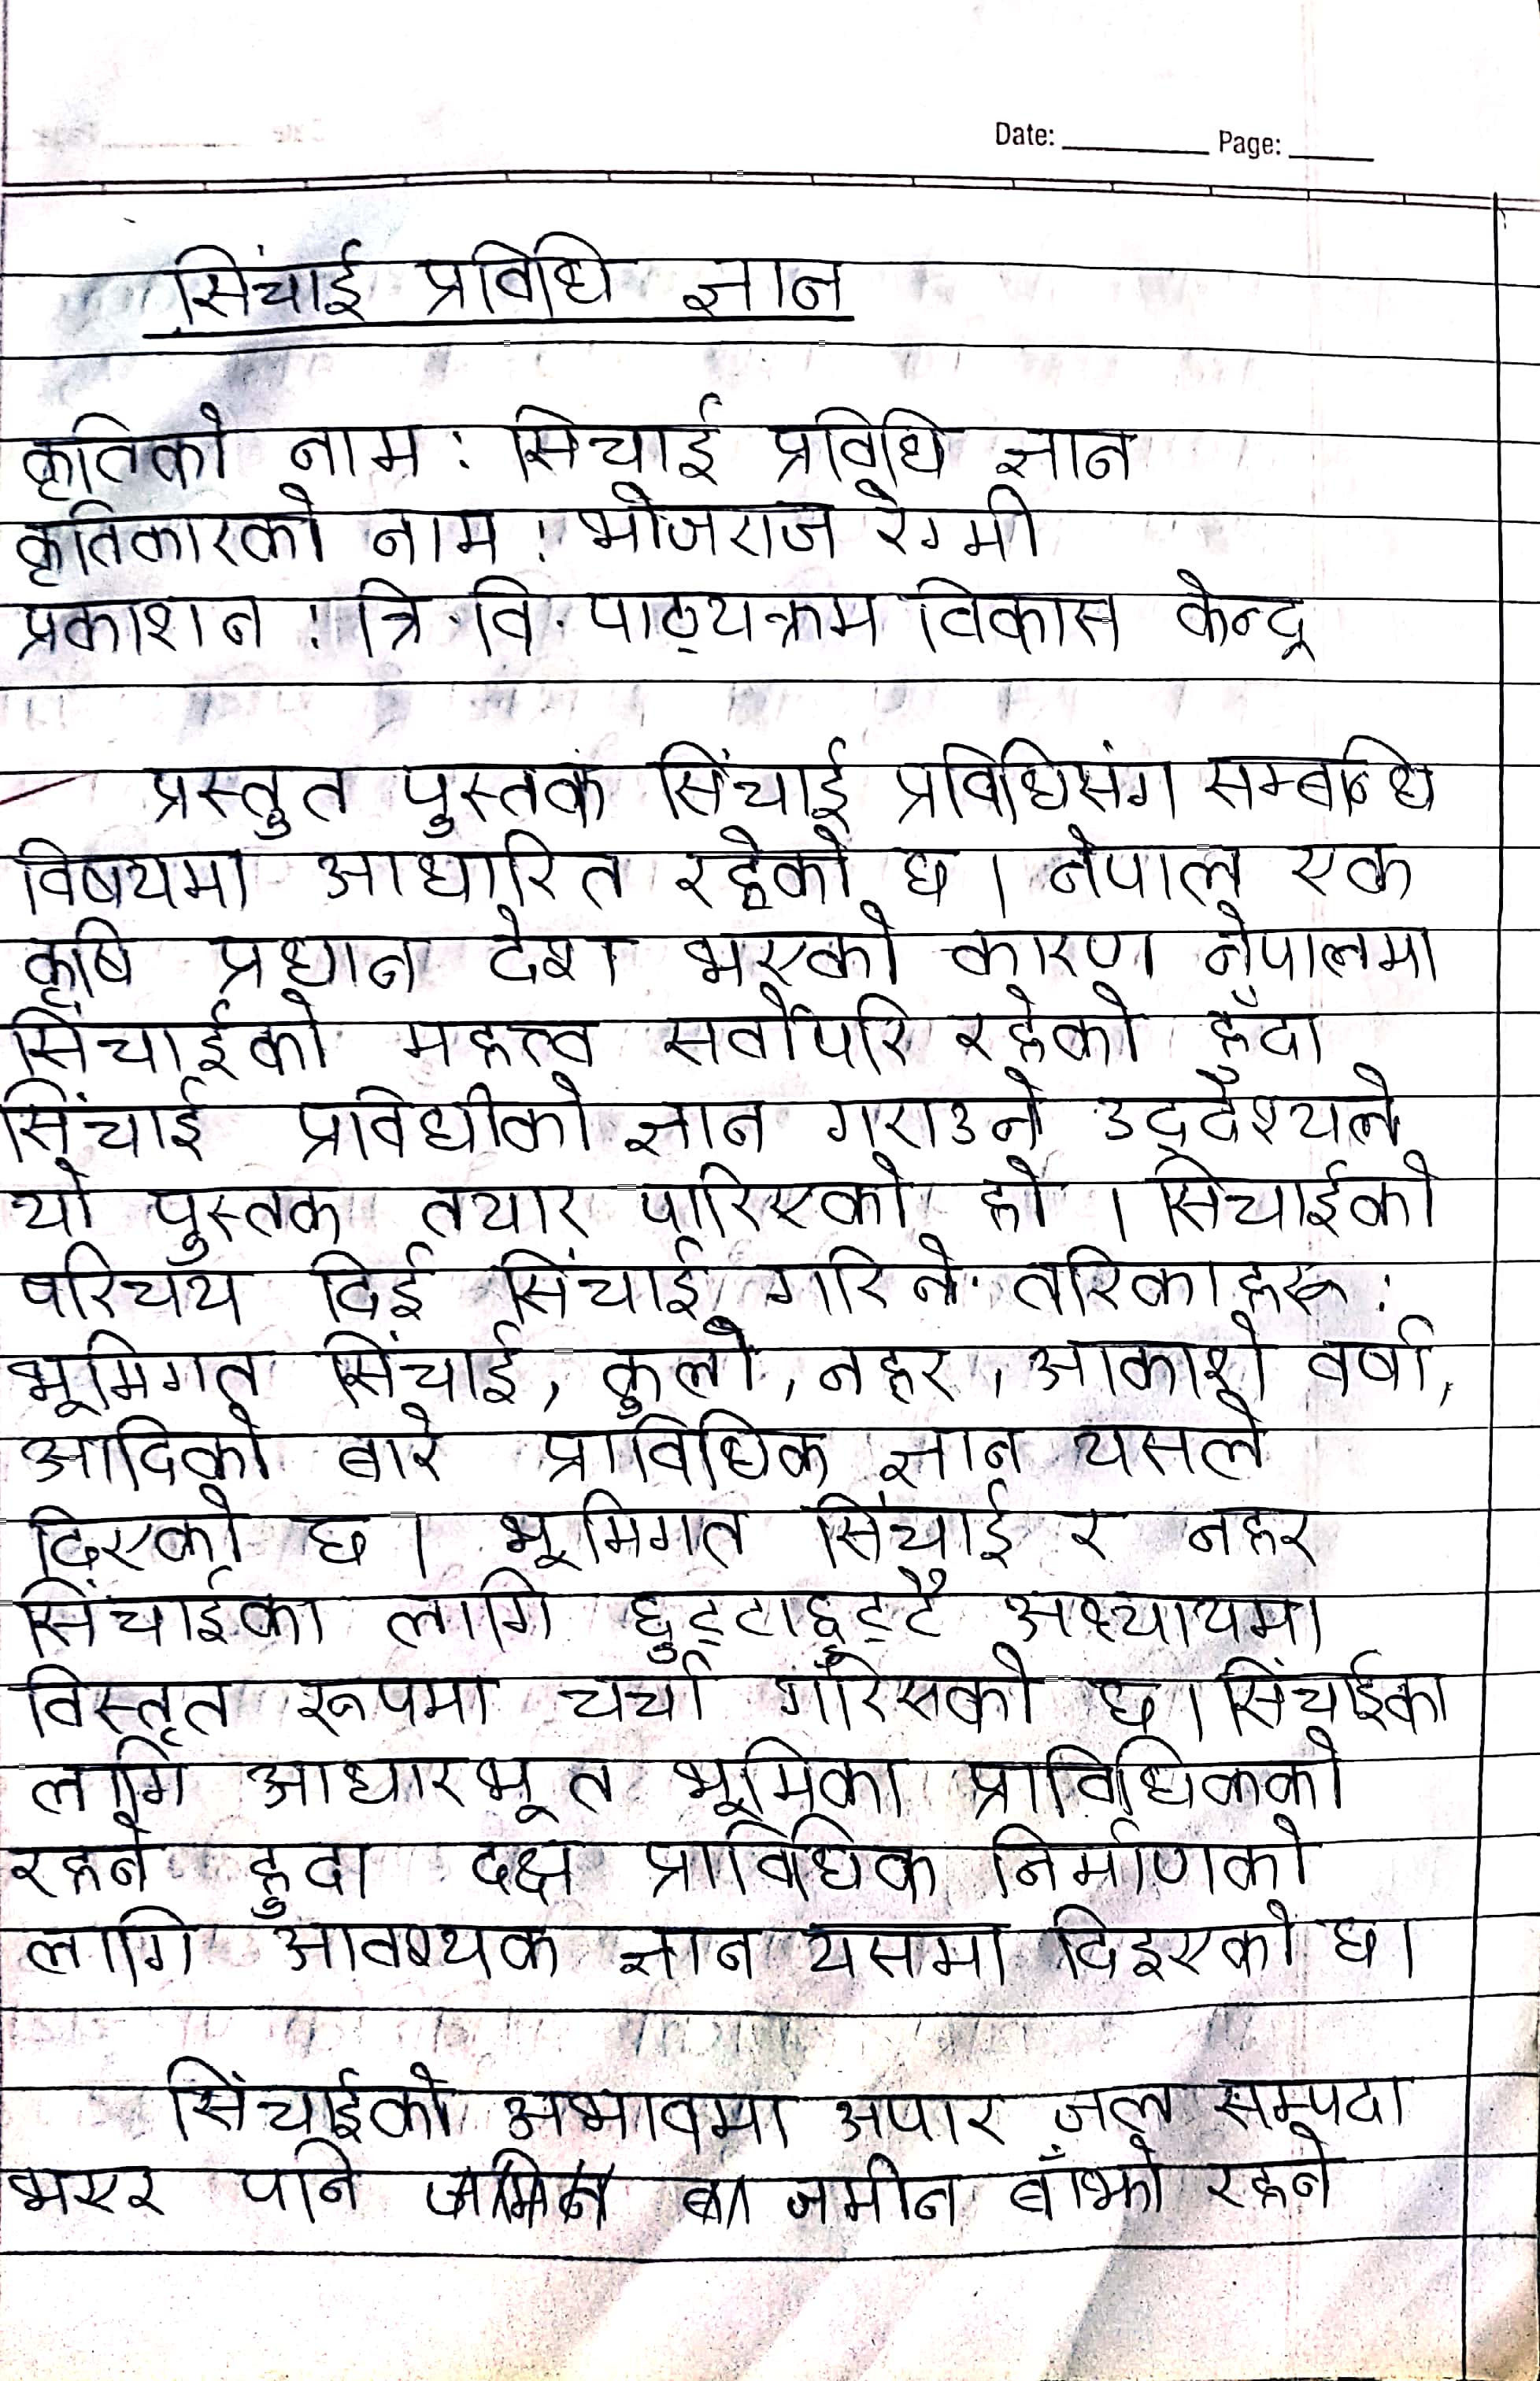 Date: Page:
सिंचाई प्रविधि ज्ञान
कृतिको नाम : सिचाई प्रविधि ज्ञान
कृतिकारको नाम : भोजराज रेग्मी
प्रकाशन : त्रि.वि. पाठ्यक्रम विकास केन्द्र
प्रस्तुत पुस्तक सिंचाई प्रविधिसंग सम्बन्धि
विषयमा आधारित रहेको छ । नेपाल एक
कृषि प्रधान देश भएको कारण नेपालमा
सिंचाईको महत्त्व सर्वोपरि रहेको हुँदा
सिंचाई प्रविधीको ज्ञान गराउने उद्देश्यले
यो पुस्तक तयार पारिएको हो । सिचाईको
परिचय दिई सिंचाई गरिने तरिकाहरू :
भूमिगत सिंचाई, कुलो, नहर, आकाशे वर्षा,
आदिको बारे प्राविधिक ज्ञान यसले
दिएको छ । भूमिगत सिंचाई र नहर
सिंचाईका लागि छुट्टाछुट्टै अध्यायमा
विस्तृत रूपमा चर्चा गरिएको छ । सिंचाईका
लागि आधारभूत भूमिका प्राविधिकको
रहने हुदा दक्ष प्राविधिक निर्माणको
लागि आवश्यक ज्ञान यसमा दिइएको छ ।
सिंचाईको अभावमा अपार जल सम्पदा
भएर पनि जमीन बाँझो रहने